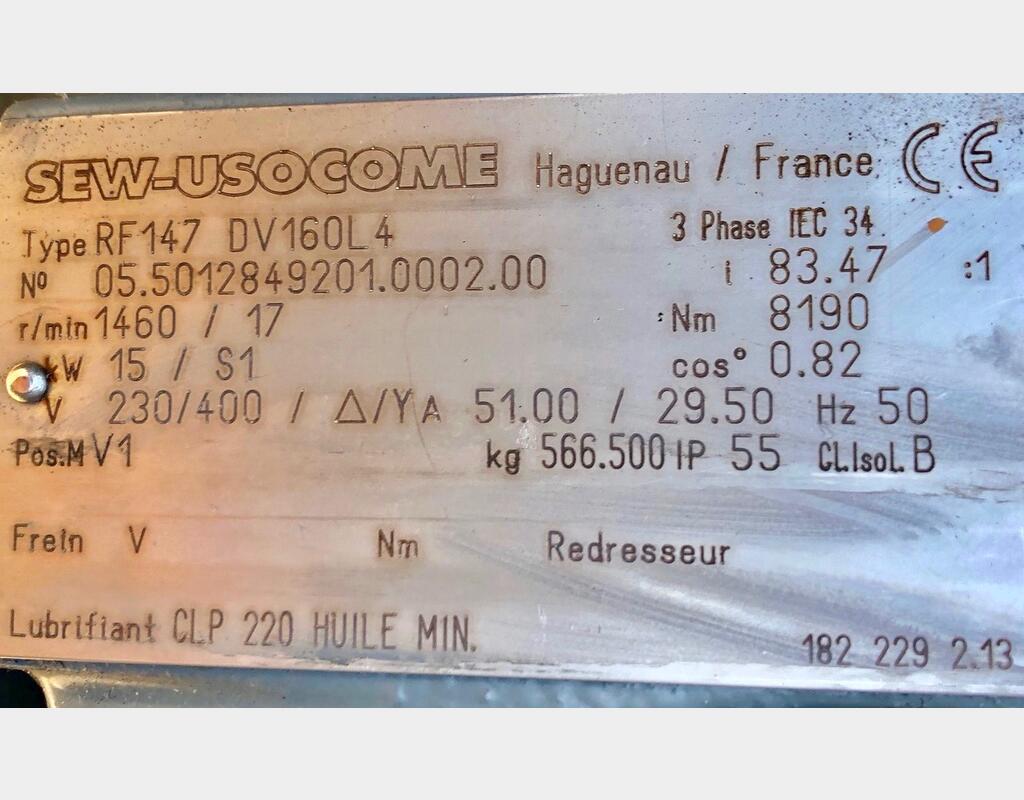 SEW-USOCOME Haguenau / France CE
Type RF147 DV160L4 3 Phase IEC 34
Nº 05.5012849201.0002.00 i 83.47 :1
r/min 1460 / 17 :Nm 8190
kW 15 / S1 cosº 0.82
V 230/400 / Δ/Y A 51.00 / 29.50 Hz 50
Pos.M V1 kg 566.500 IP 55 CL.Isol. B
Frein V Nm Redresseur
Lubrifiant CLP 220 HUILE MIN. 182 229 2.13